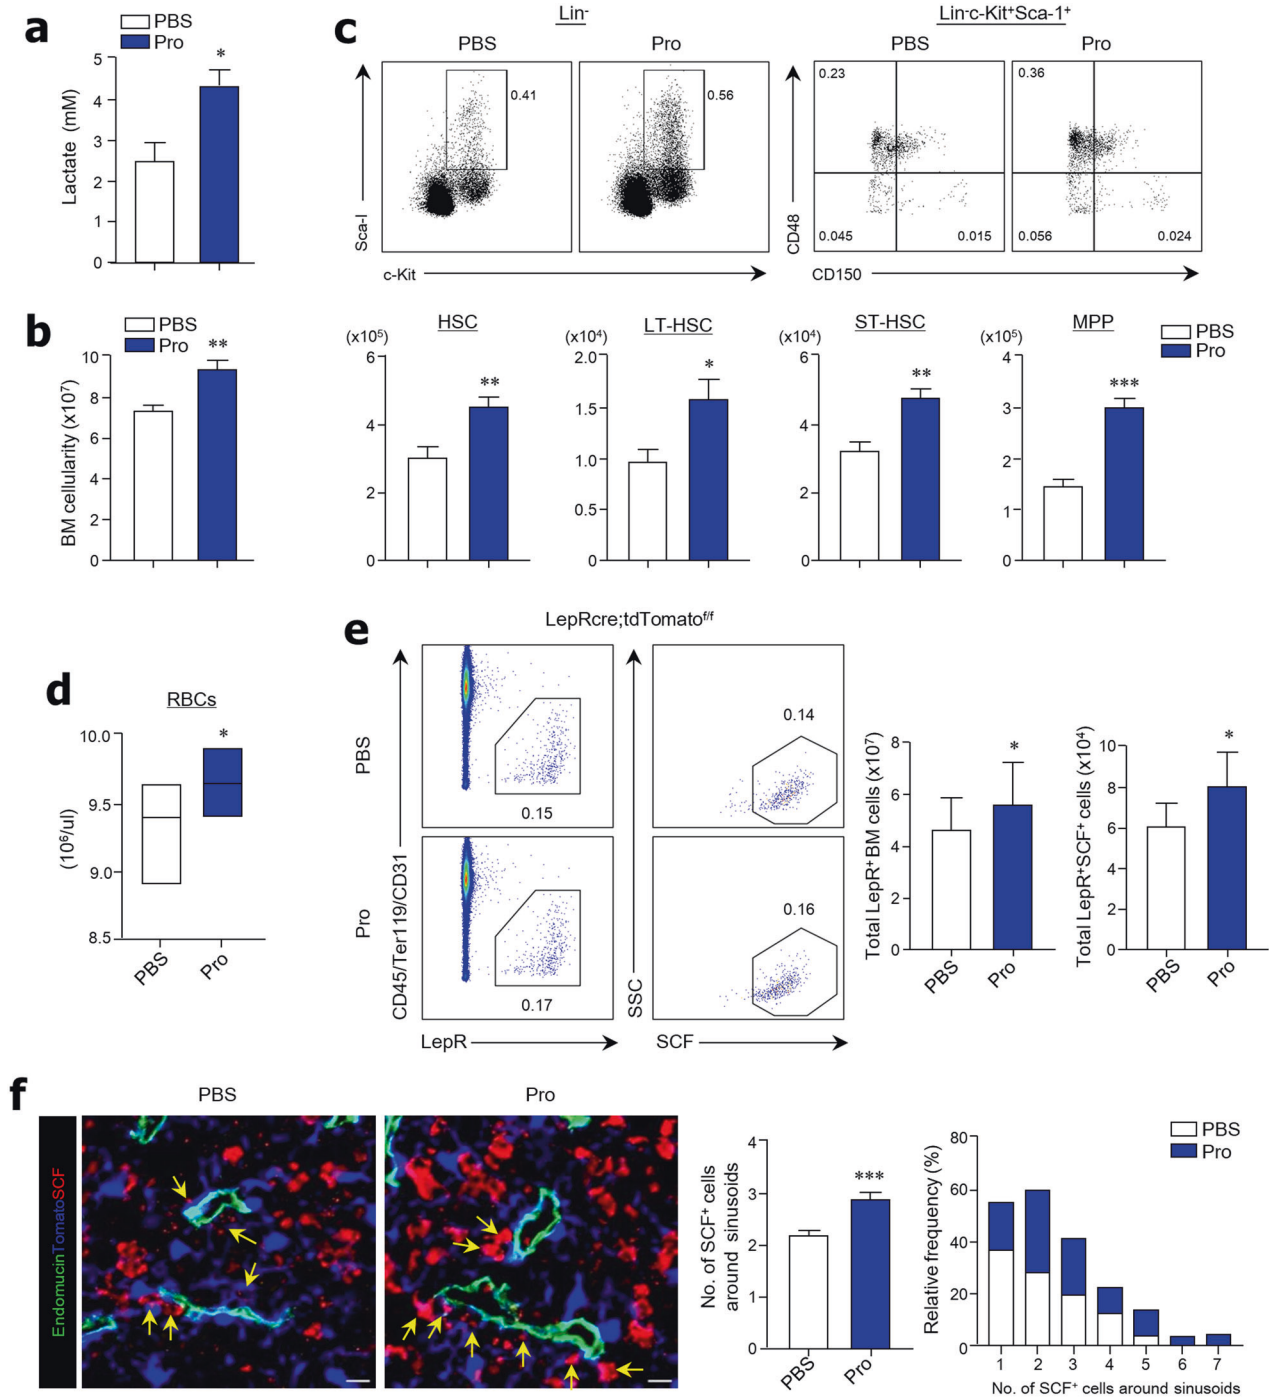 a
PBS
Pro
Lactate (mM)
5
4
3
2
1
0
*
c
Lin-
PBS
Pro
0.41
0.56
Sca-I
c-Kit
Lin-c-Kit+Sca-1+
PBS
Pro
0.23
0.36
0.045
0.015
0.056
0.024
CD48
CD150
b
PBS
Pro
BM cellularity (x10⁷)
10
8
6
4
2
0
**
HSC
(x10⁵)
6
4
2
0
**
LT-HSC
(x10⁴)
2.0
1.5
1.0
0.5
0
*
ST-HSC
(x10⁴)
6
4
2
0
**
MPP
(x10⁵)
4
3
2
1
0
***
PBS
Pro
d
RBCs
(10⁶/ul)
10.0
9.5
9.0
8.5
*
PBS
Pro
e
LepRcre;tdTomatof/f
PBS
Pro
CD45/Ter119/CD31
LepR
0.15
0.17
SSC
SCF
0.14
0.16
Total LepR+ BM cells (x10⁷)
8
6
4
2
0
*
PBS
Pro
Total LepR+SCF+ cells (x10⁴)
10
8
6
4
2
0
*
PBS
Pro
f
PBS
Pro
EndomucinTomatoSCF
No. of SCF+ cells
around sinusoids
4
3
2
1
0
***
PBS
Pro
PBS
Pro
Relative frequency (%)
80
60
40
20
0
1 2 3 4 5 6 7
No. of SCF+ cells around sinusoids